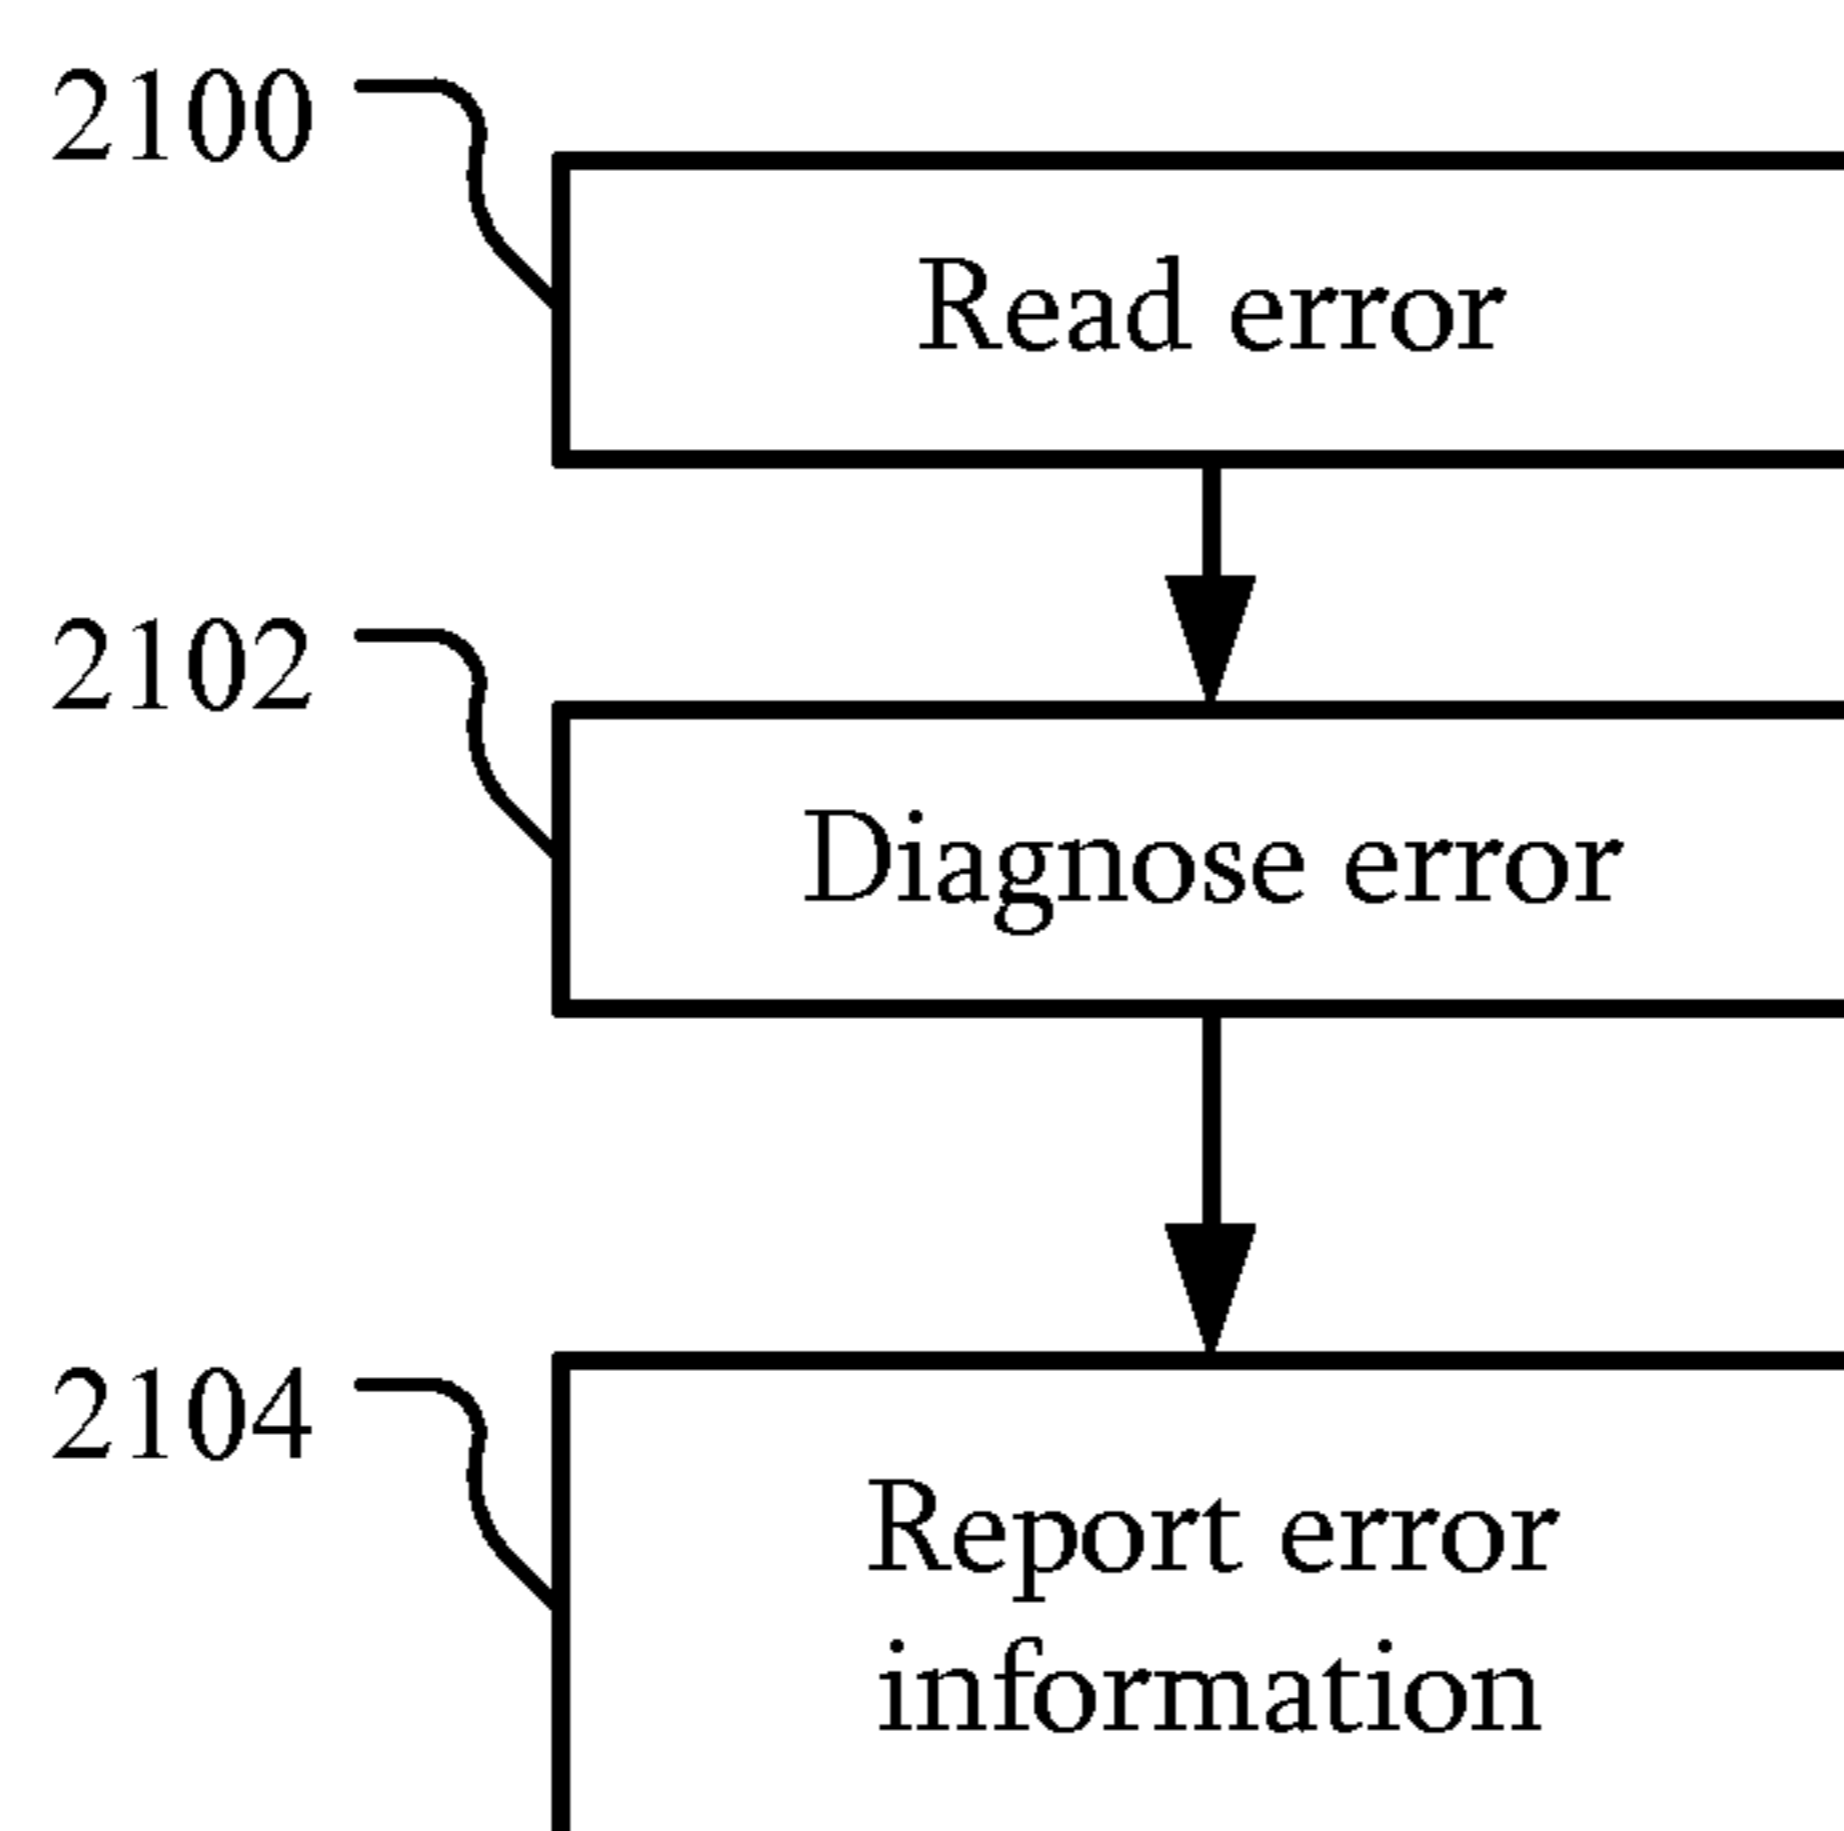 2100
Read error
2102
Diagnose error
2104
Report error
information